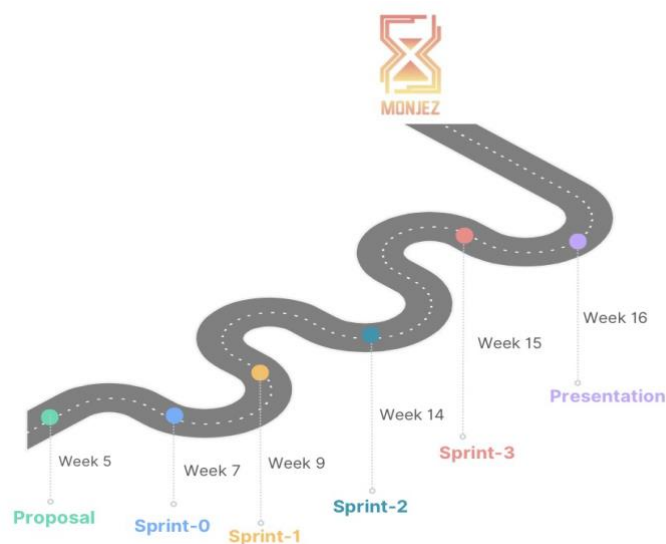 MONJEZ
Week 5
Proposal
Week 7
Sprint-0
Week 9
Sprint-1
Week 14
Sprint-2
Week 15
Sprint-3
Week 16
Presentation